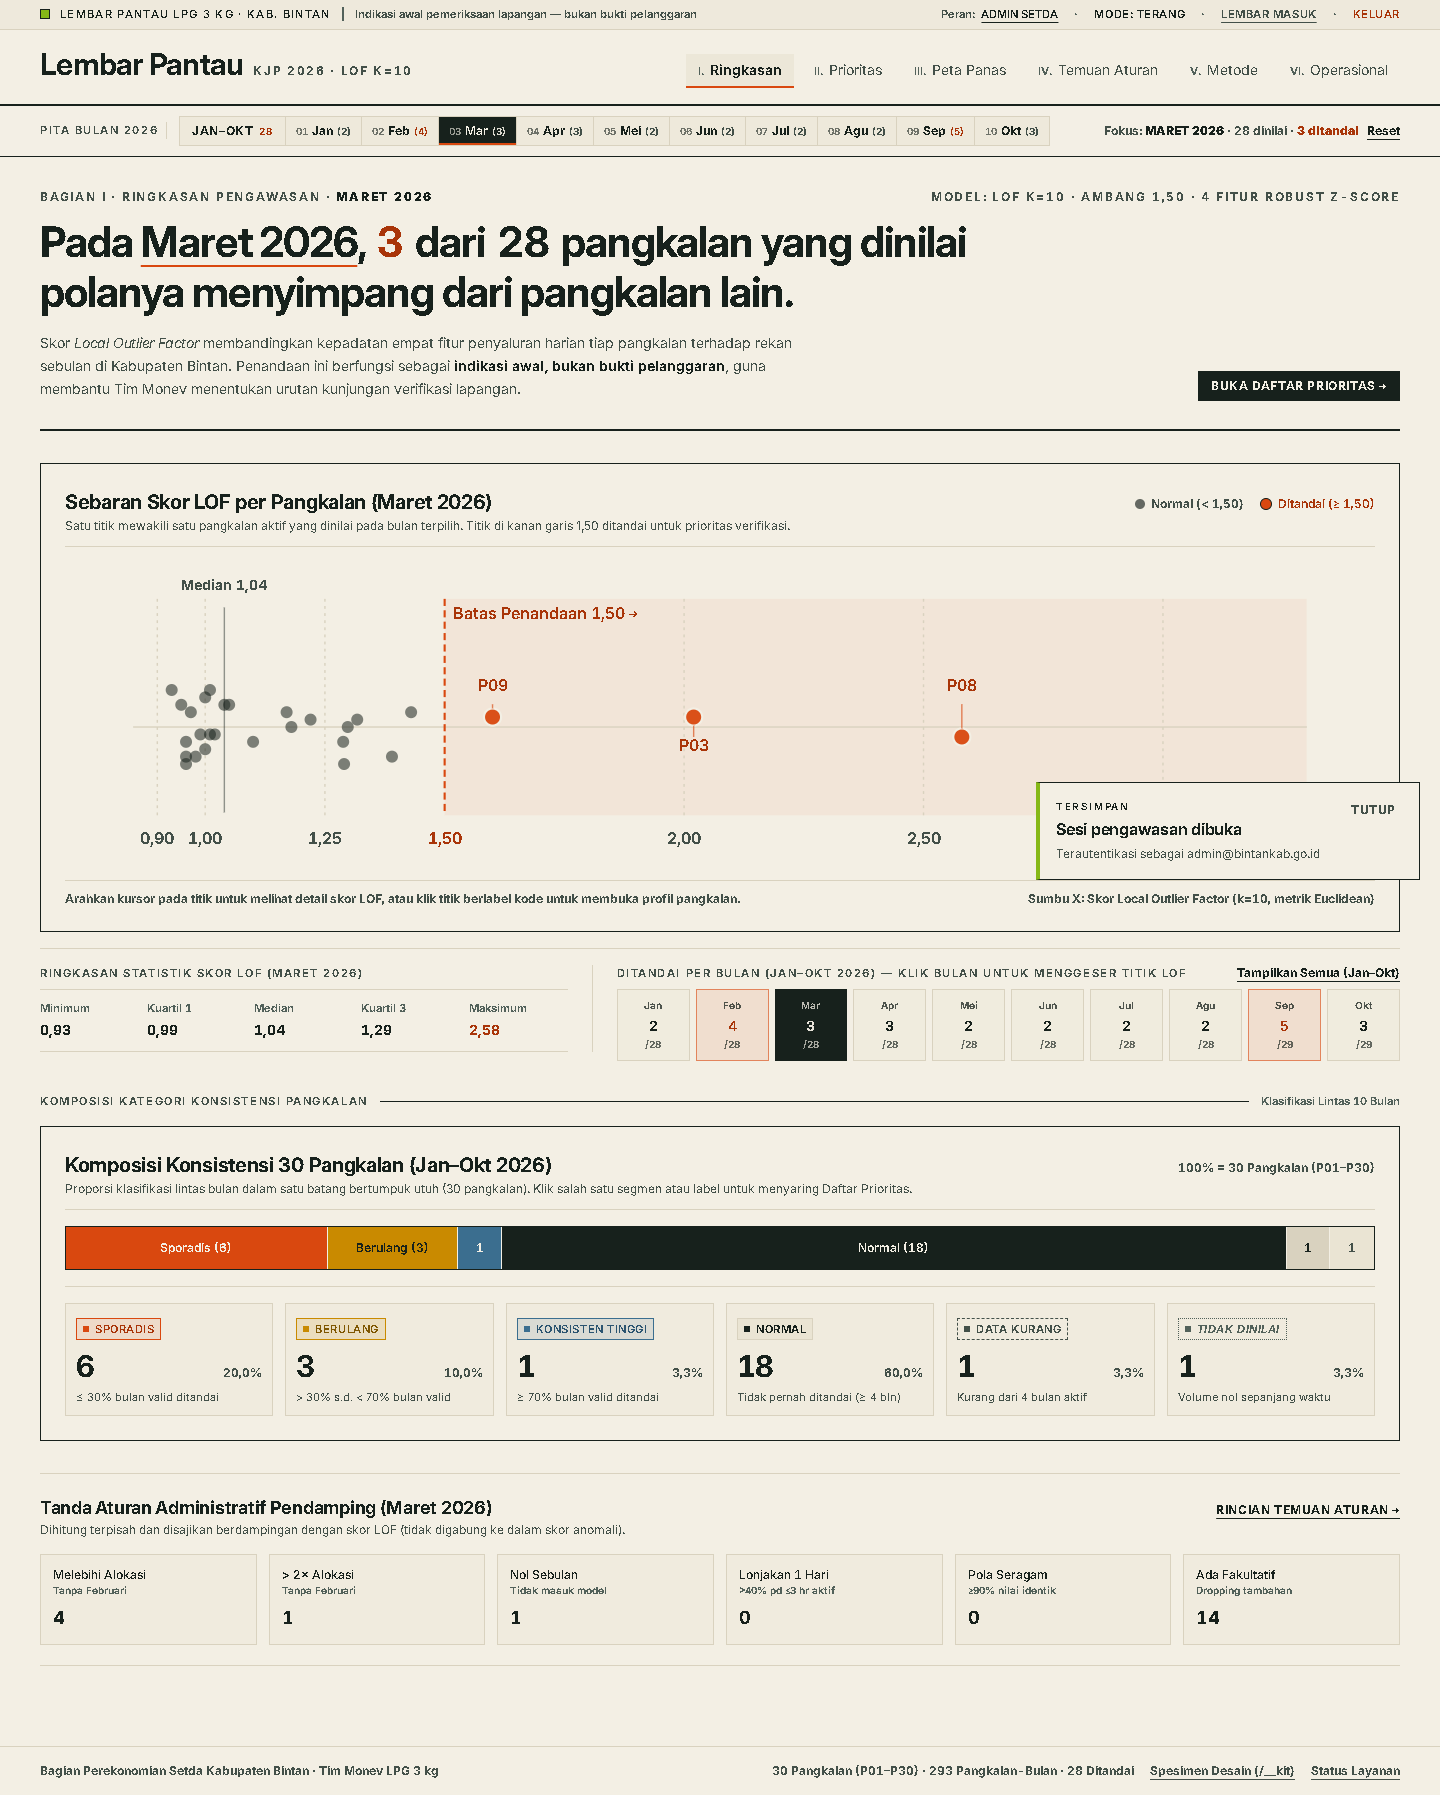 LEMBAR PANTAU LPG 3 KG · KAB. BINTAN | Indikasi awal pemeriksaan lapangan — bukan bukti pelanggaran
Peran: ADMIN SETDA · MODE: TERANG · LEMBAR MASUK · KELUAR
Lembar Pantau KJP 2026 · LOF K=10
I. Ringkasan II. Prioritas III. Peta Panas IV. Temuan Aturan V. Metode VI. Operasional
PITA BULAN 2026 JAN–OKT 28 01 Jan (2) 02 Feb (4) 03 Mar (3) 04 Apr (3) 05 Mei (2) 06 Jun (2) 07 Jul (2) 08 Agu (2) 09 Sep (5) 10 Okt (3)
Fokus: MARET 2026 · 28 dinilai · 3 ditandai Reset
BAGIAN I · RINGKASAN PENGAWASAN · MARET 2026
MODEL: LOF K=10 · AMBANG 1,50 · 4 FITUR ROBUST Z-SCORE
Pada Maret 2026, 3 dari 28 pangkalan yang dinilai
polanya menyimpang dari pangkalan lain.
Skor Local Outlier Factor membandingkan kepadatan empat fitur penyaluran harian tiap pangkalan terhadap rekan
sebulan di Kabupaten Bintan. Penandaan ini berfungsi sebagai indikasi awal, bukan bukti pelanggaran, guna
membantu Tim Monev menentukan urutan kunjungan verifikasi lapangan.
BUKA DAFTAR PRIORITAS →
Sebaran Skor LOF per Pangkalan (Maret 2026)
Normal (< 1,50) Ditandai (≥ 1,50)
Satu titik mewakili satu pangkalan aktif yang dinilai pada bulan terpilih. Titik di kanan garis 1,50 ditandai untuk prioritas verifikasi.
Median 1,04
Batas Penandaan 1,50 →
P09
P08
P03
0,90 1,00 1,25 1,50 2,00 2,50
TERSIMPAN
TUTUP
Sesi pengawasan dibuka
Terautentikasi sebagai admin@bintankab.go.id
Arahkan kursor pada titik untuk melihat detail skor LOF, atau klik titik berlabel kode untuk membuka profil pangkalan.
Sumbu X: Skor Local Outlier Factor (k=10, metrik Euclidean)
RINGKASAN STATISTIK SKOR LOF (MARET 2026)
Minimum Kuartil 1 Median Kuartil 3 Maksimum
0,93 0,99 1,04 1,29 2,58
DITANDAI PER BULAN (JAN–OKT 2026) — KLIK BULAN UNTUK MENGGESER TITIK LOF
Tampilkan Semua (Jan–Okt)
Jan Feb Mar Apr Mei Jun Jul Agu Sep Okt
2 4 3 3 2 2 2 2 5 3
/28 /28 /28 /28 /28 /28 /28 /28 /29 /29
KOMPOSISI KATEGORI KONSISTENSI PANGKALAN
Klasifikasi Lintas 10 Bulan
Komposisi Konsistensi 30 Pangkalan (Jan–Okt 2026)
100% = 30 Pangkalan (P01–P30)
Proporsi klasifikasi lintas bulan dalam satu batang bertumpuk utuh (30 pangkalan). Klik salah satu segmen atau label untuk menyaring Daftar Prioritas.
Sporadis (6) Berulang (3) 1 Normal (18) 1 1
SPORADIS BERULANG KONSISTEN TINGGI NORMAL DATA KURANG TIDAK DINILAI
6 20,0% 3 10,0% 1 3,3% 18 60,0% 1 3,3% 1 3,3%
≤ 30% bulan valid ditandai > 30% s.d. < 70% bulan valid ≥ 70% bulan valid ditandai Tidak pernah ditandai (≥ 4 bln) Kurang dari 4 bulan aktif Volume nol sepanjang waktu
Tanda Aturan Administratif Pendamping (Maret 2026)
RINCIAN TEMUAN ATURAN →
Dihitung terpisah dan disajikan berdampingan dengan skor LOF (tidak digabung ke dalam skor anomali).
Melebihi Alokasi > 2× Alokasi Nol Sebulan Lonjakan 1 Hari Pola Seragam Ada Fakultatif
Tanpa Februari Tanpa Februari Tidak masuk model >40% pd ≤3 hr aktif ≥90% nilai identik Dropping tambahan
4 1 1 0 0 14
Bagian Perekonomian Setda Kabupaten Bintan · Tim Monev LPG 3 kg
30 Pangkalan (P01–P30) · 293 Pangkalan-Bulan · 28 Ditandai Spesimen Desain (/__kit) Status Layanan